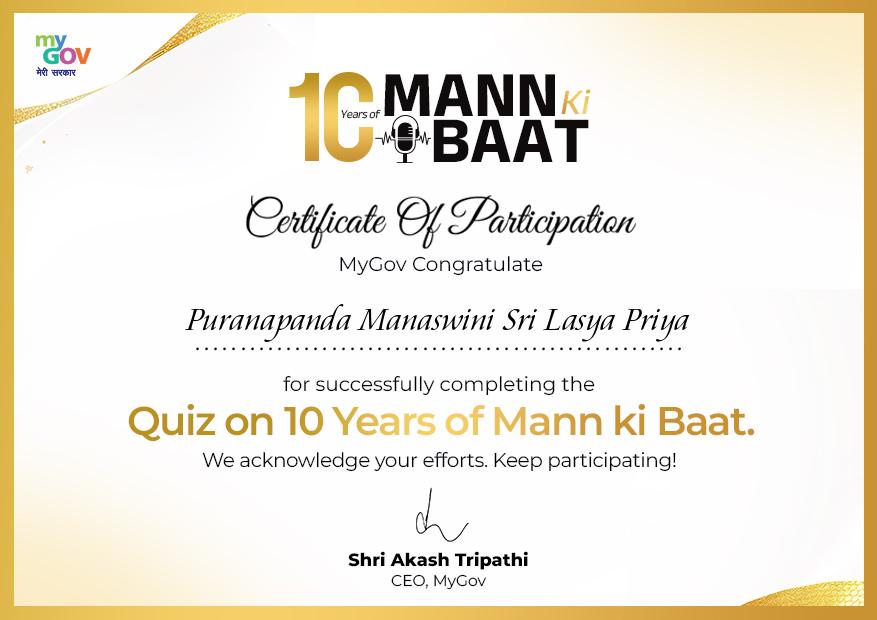 my
GOV
मेरी सरकार
10 Years of MANN Ki
BAAT
Certificate Of Participation
MyGov Congratulate
Puranapanda Manaswini Sri Lasya Priya
for successfully completing the
Quiz on 10 Years of Mann ki Baat.
We acknowledge your efforts. Keep participating!
Shri Akash Tripathi
CEO, MyGov